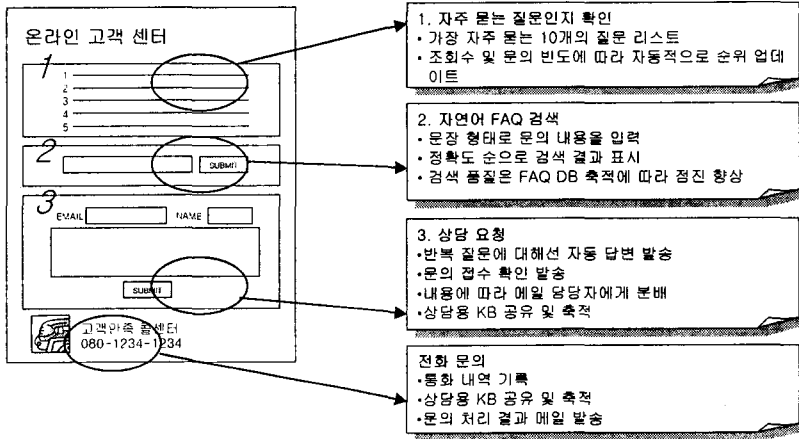 온라인 고객 센터
1
1
2
3
4
5
2
SUBMIT
3
EMAIL NAME
SUBMIT
고객만족 콜센터
080-1234-1234
1. 자주 묻는 질문인지 확인
• 가장 자주 묻는 10개의 질문 리스트
• 조회수 및 문의 빈도에 따라 자동적으로 순위 업데
이트
2. 자연어 FAQ 검색
• 문장 형태로 문의 내용을 입력
• 정확도 순으로 검색 결과 표시
• 검색 품질은 FAQ DB 축적에 따라 점진 향상
3. 상담 요청
•반복 질문에 대해선 자동 답변 발송
•문의 접수 확인 발송
•내용에 따라 메일 담당자에게 분배
•상담용 KB 공유 및 축적
전화 문의
•통화 내역 기록
•상담용 KB 공유 및 축적
•문의 처리 결과 메일 발송